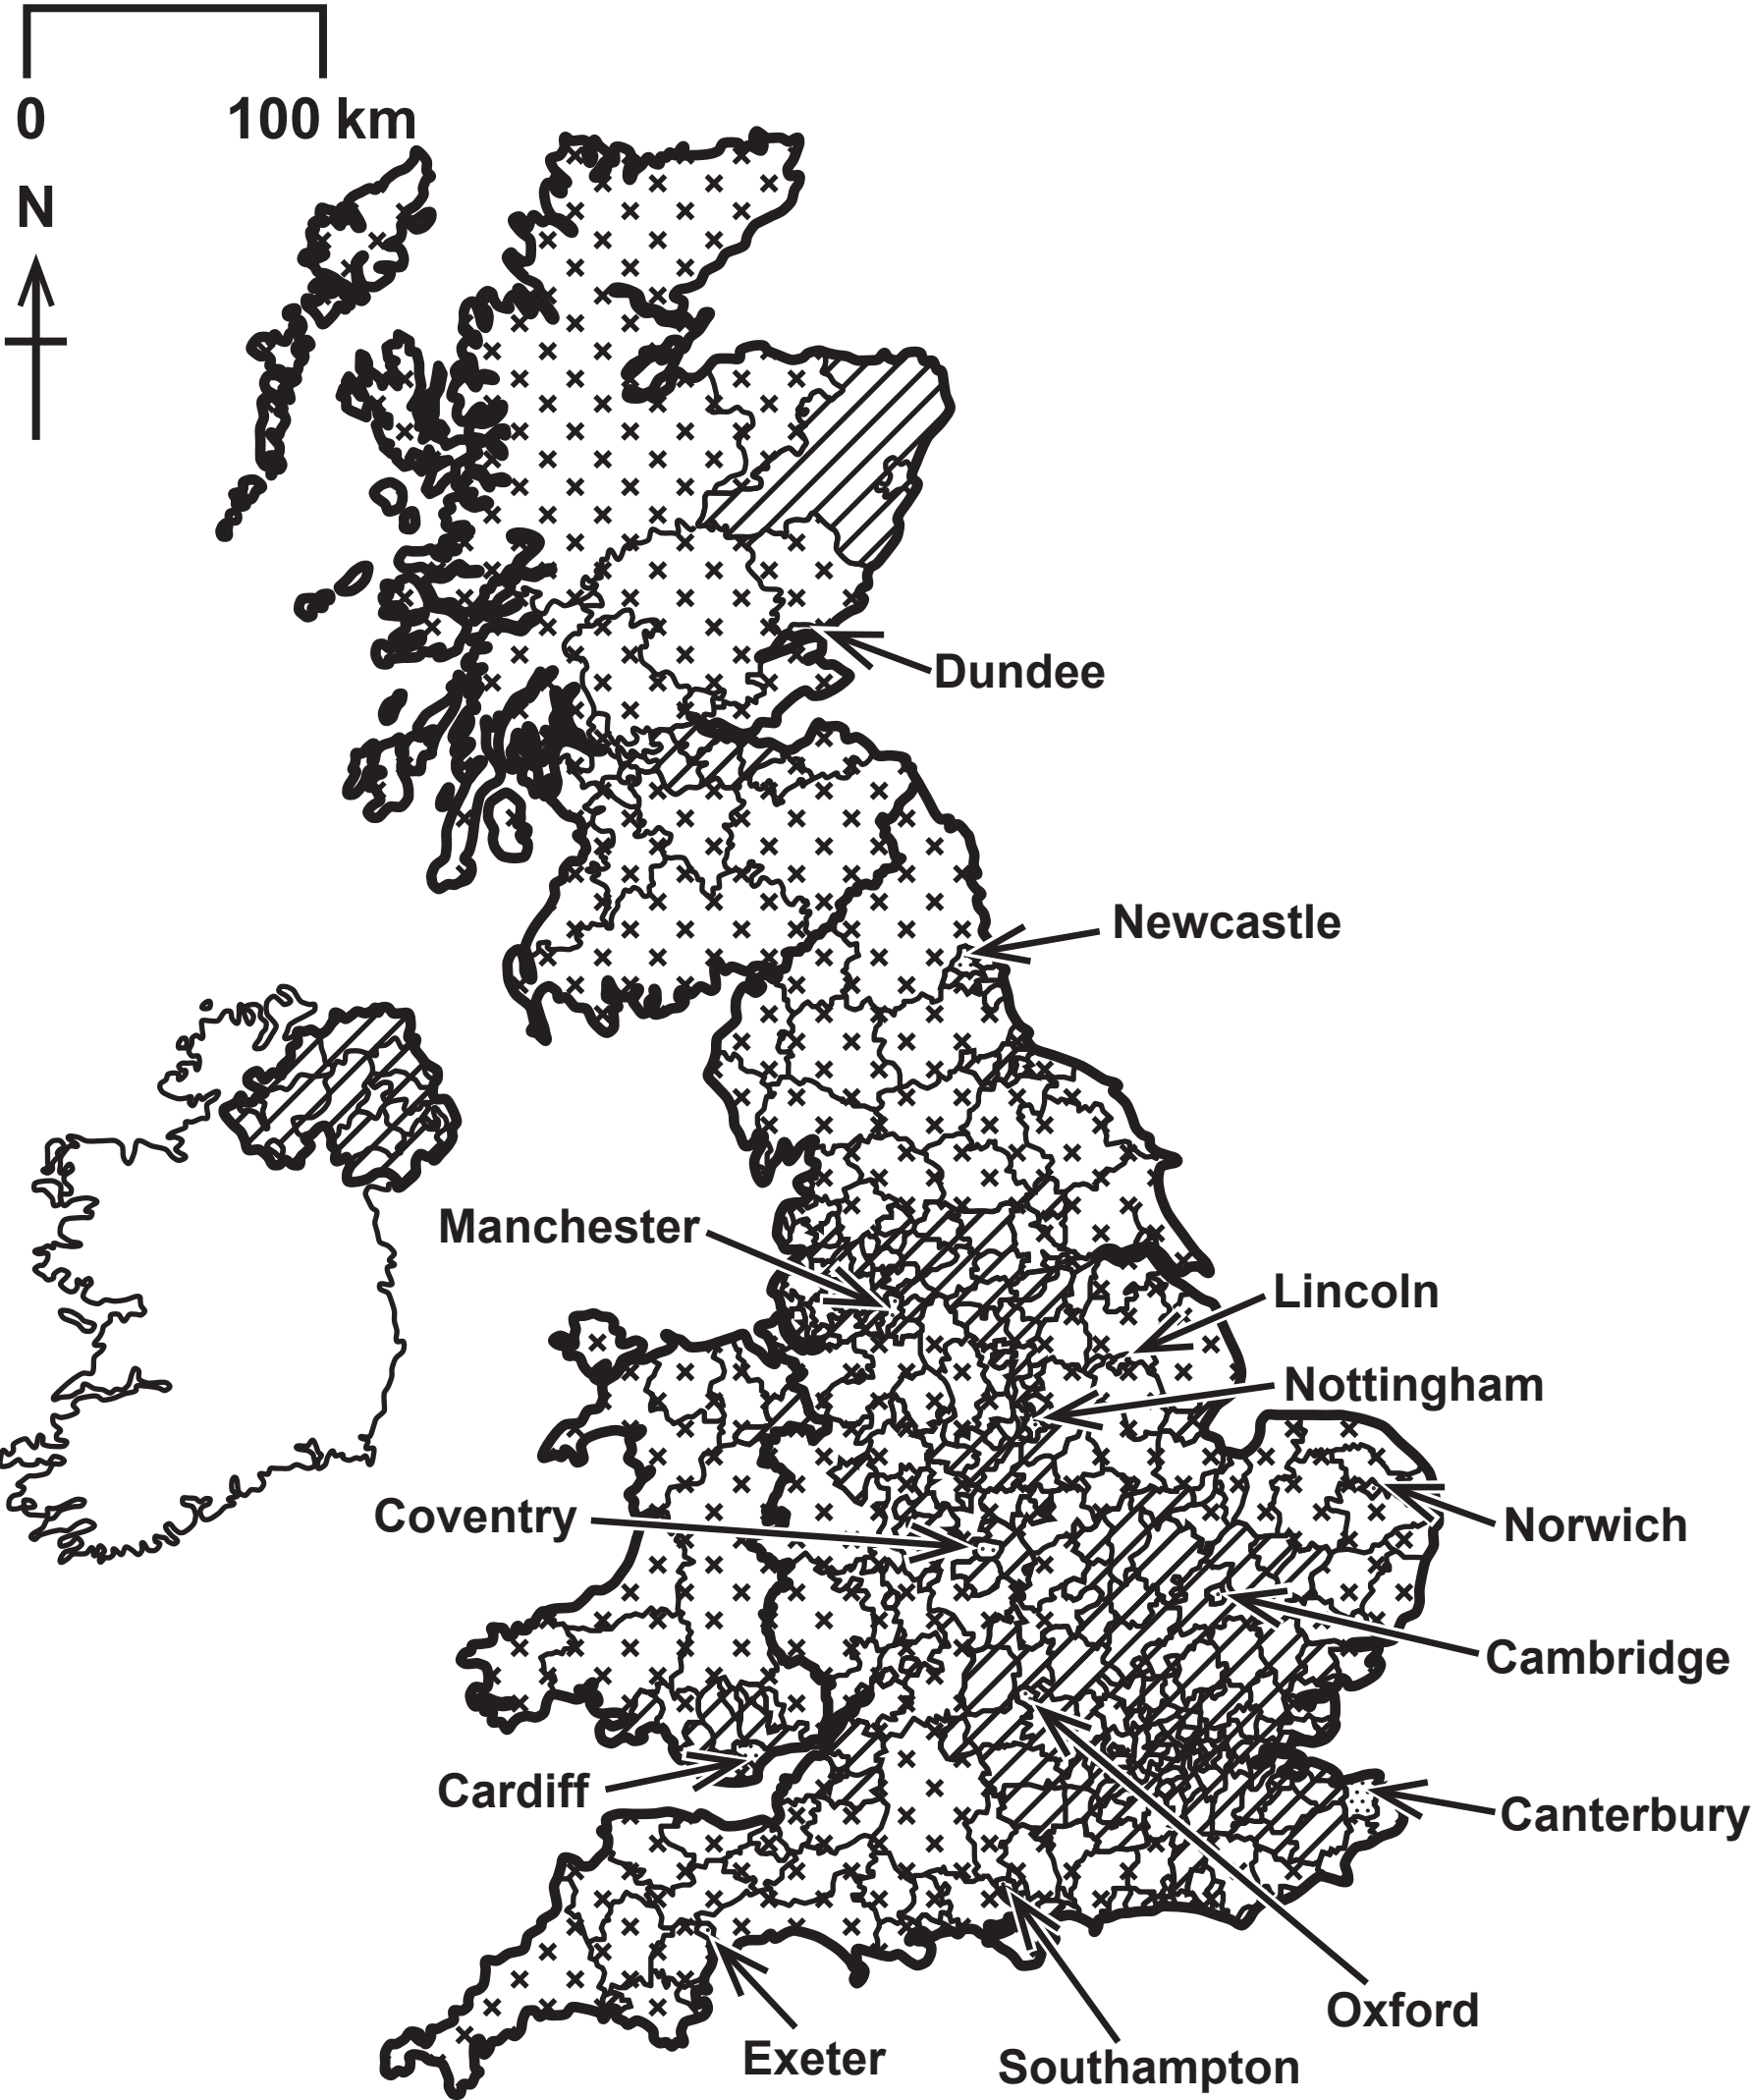 0 100 km
N
Dundee
Newcastle
Manchester
Lincoln
Nottingham
Coventry
Norwich
Cambridge
Cardiff
Canterbury
Oxford
Exeter
Southampton